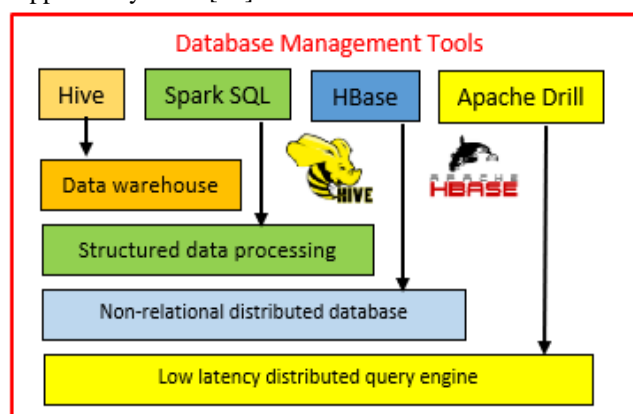 Database Management Tools
Hive
Spark SQL
HBase
Apache Drill
HIVE
APACHE
HBASE
Data warehouse
Structured data processing
Non-relational distributed database
Low latency distributed query engine